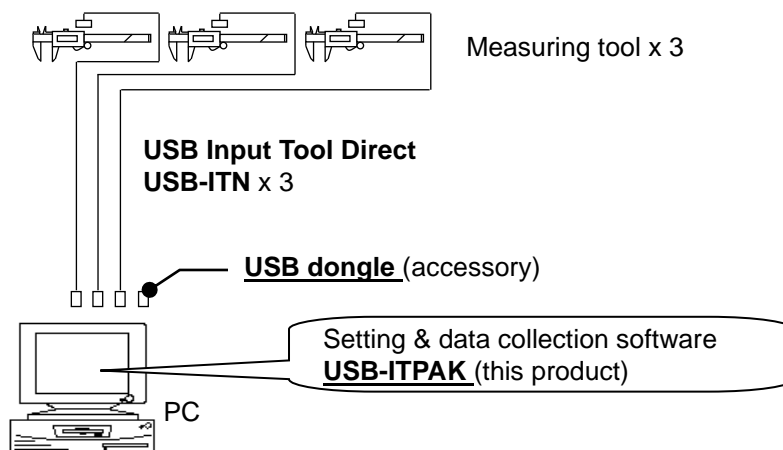 Measuring tool x 3
USB Input Tool Direct
USB-ITN x 3
USB dongle (accessory)
Setting & data collection software
USB-ITPAK (this product)
PC